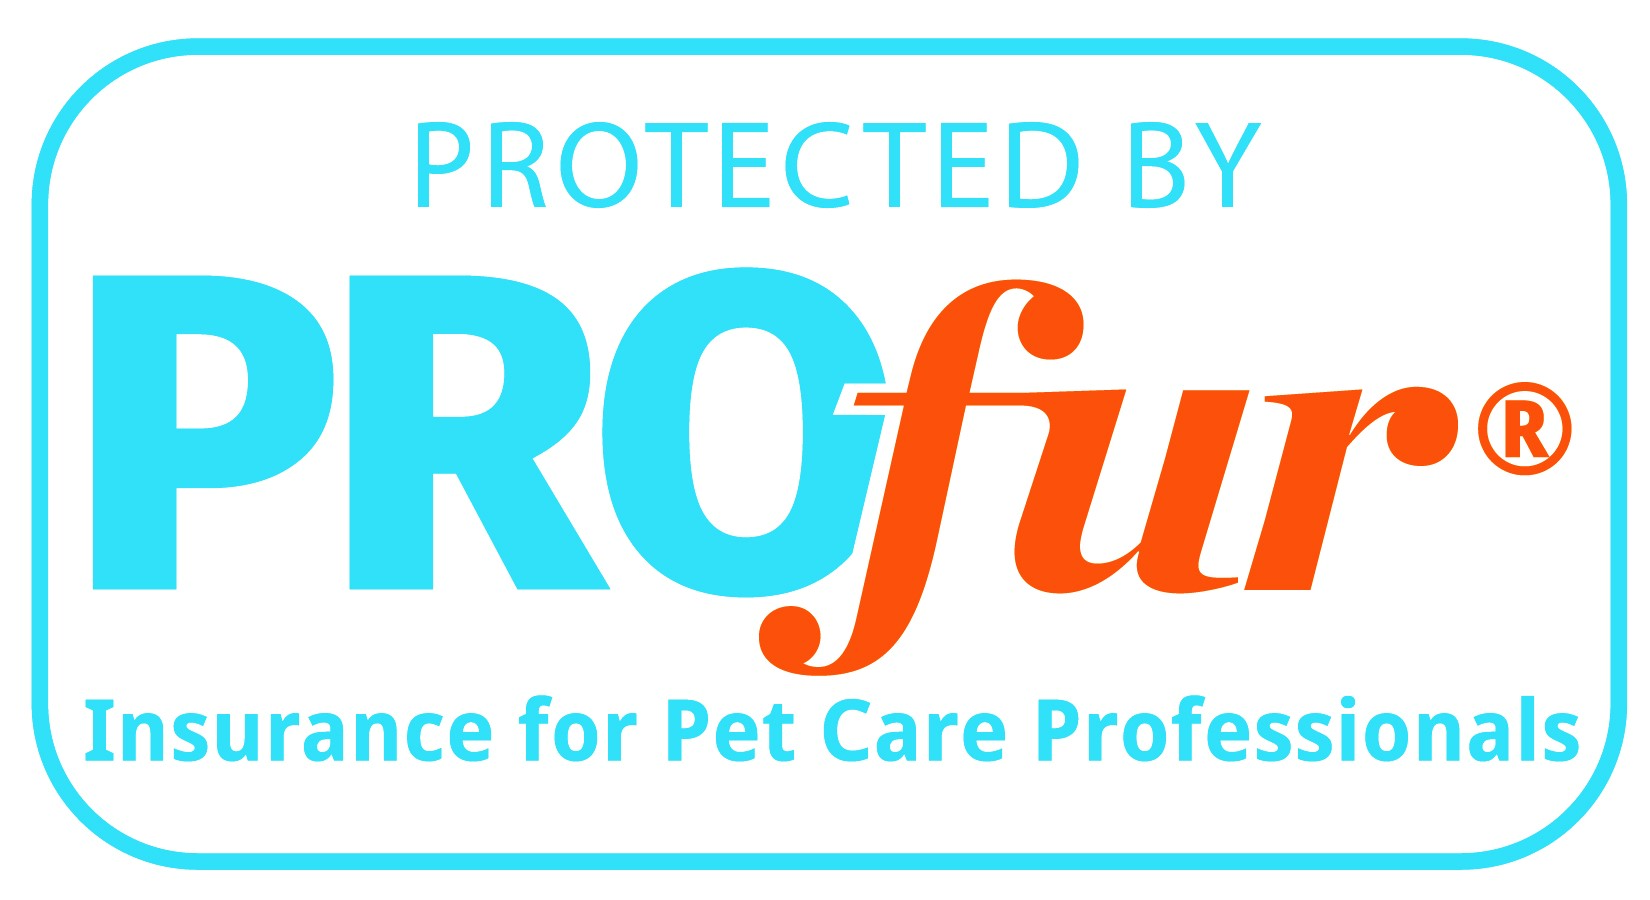 PROTECTED BY
PROfur®
Insurance for Pet Care Professionals